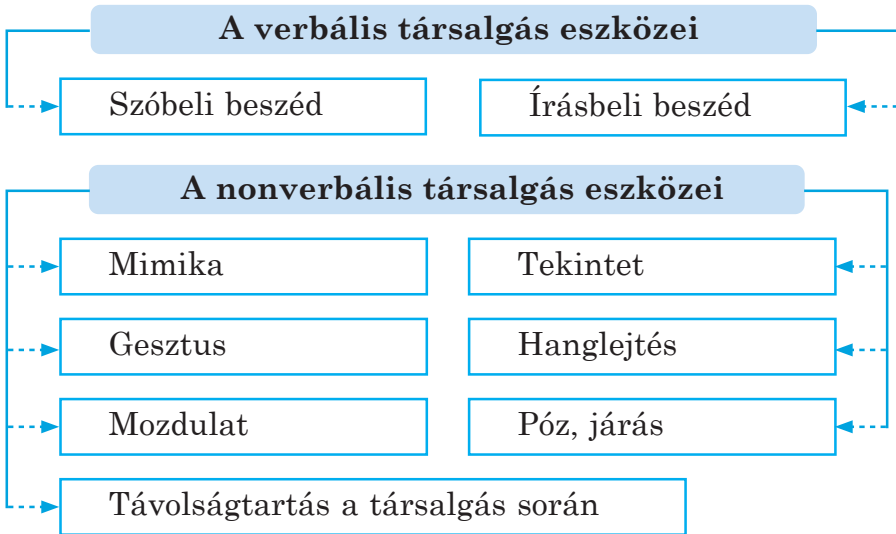 A verbális társalgás eszközei
Szóbeli beszéd
Írásbeli beszéd
A nonverbális társalgás eszközei
Mimika
Tekintet
Gesztus
Hanglejtés
Mozdulat
Póz, járás
Távolságtartás a társalgás során